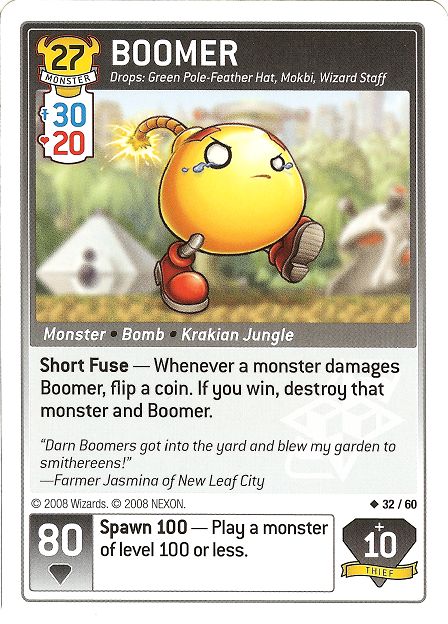 27
MONSTER
BOOMER
Drops: Green Pole-Feather Hat, Mokbi, Wizard Staff
30
20
Monster • Bomb • Krakian Jungle
Short Fuse — Whenever a monster damages
Boomer, flip a coin. If you win, destroy that
monster and Boomer.
“Darn Boomers got into the yard and blew my garden to
smithereens!”
—Farmer Jasmina of New Leaf City
© 2008 Wizards. © 2008 NEXON.
◆ 32 / 60
80
Spawn 100 — Play a monster
of level 100 or less.
+
10
THIEF